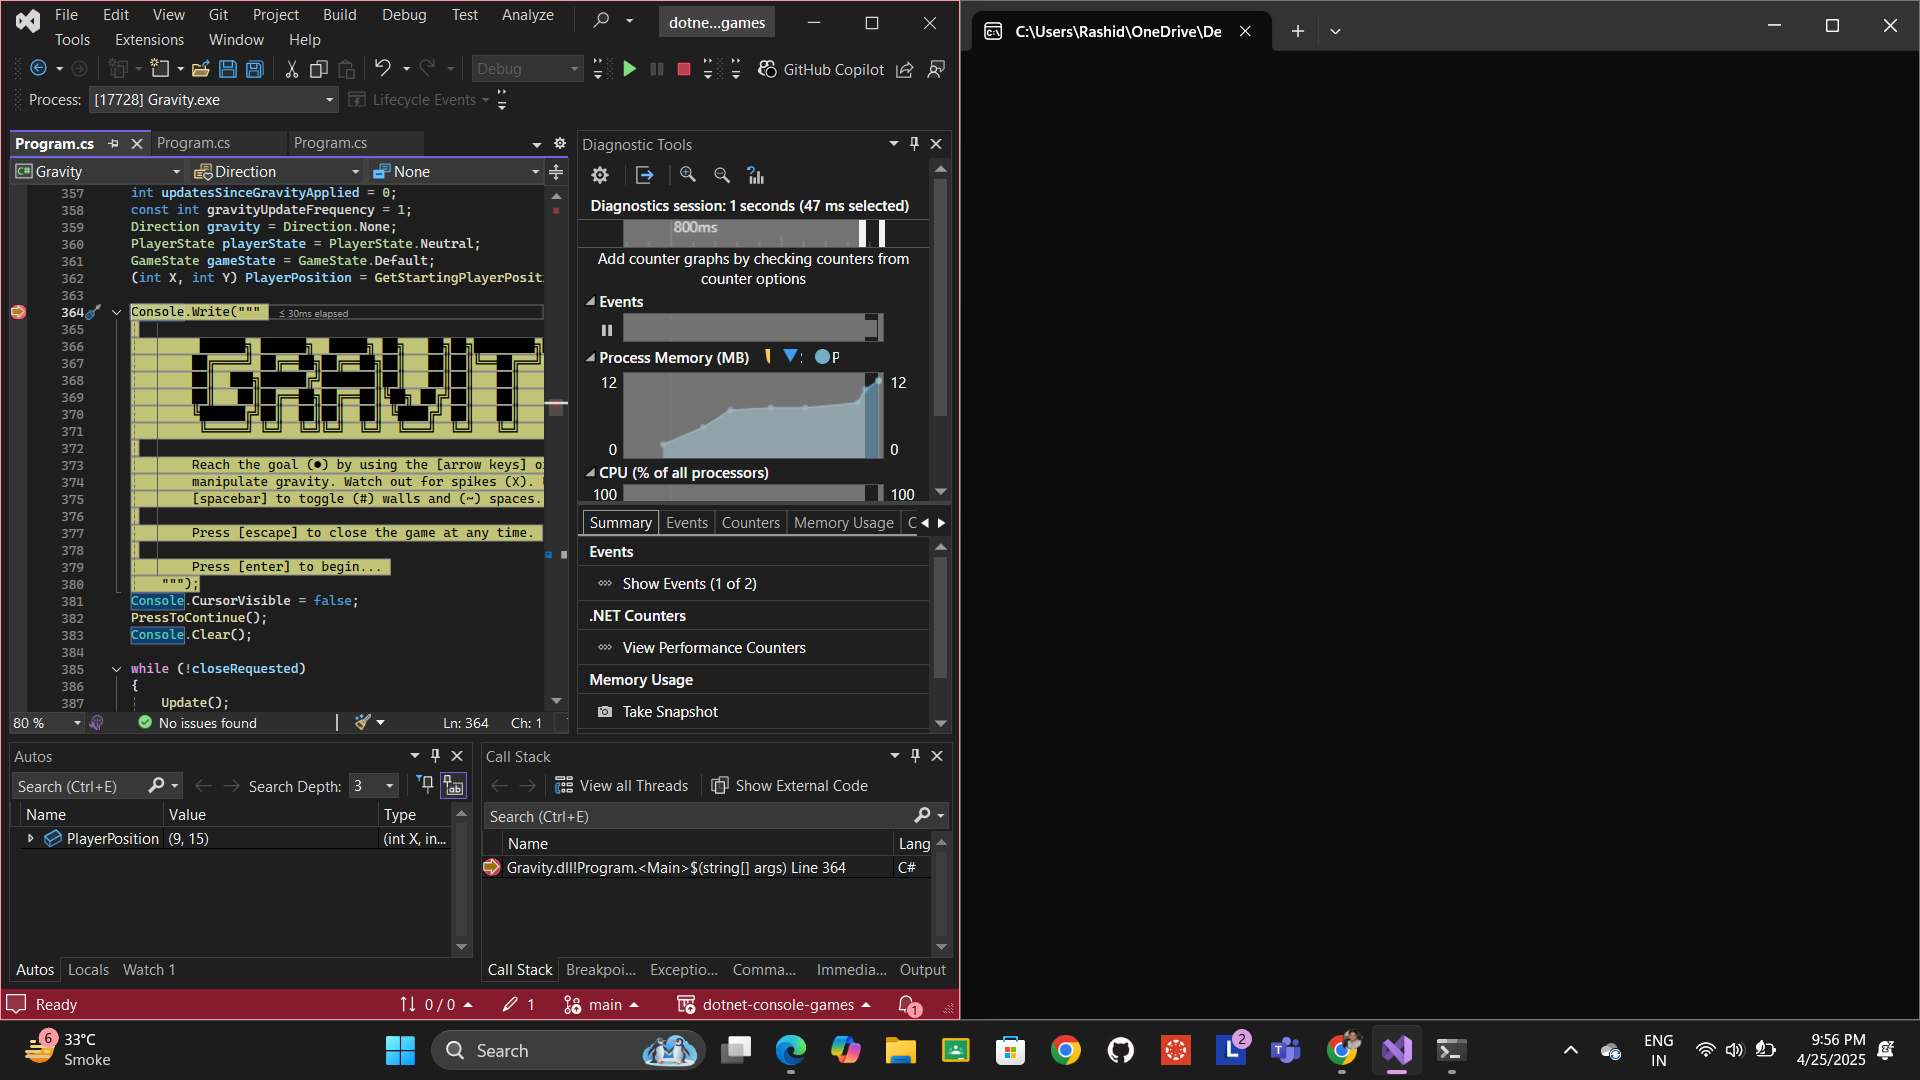 File Edit View Git Project Build Debug Test Analyze
dotne...games
Tools Extensions Window Help
Debug
GitHub Copilot
Process: [17728] Gravity.exe Lifecycle Events
Program.cs Program.cs Program.cs
C# Gravity Direction None
357 int updatesSinceGravityApplied = 0;
358 const int gravityUpdateFrequency = 1;
359 Direction gravity = Direction.None;
360 PlayerState playerState = PlayerState.Neutral;
361 GameState gameState = GameState.Default;
362 (int X, int Y) PlayerPosition = GetStartingPlayerPositi
363
364 Console.Write(""" ≤ 30ms elapsed
365
366
367
368
369
370
371
GRAVIT
372
373 Reach the goal (●) by using the [arrow keys] o
374 manipulate gravity. Watch out for spikes (X).
375 [spacebar] to toggle (#) walls and (~) spaces.
376
377 Press [escape] to close the game at any time.
378
379 Press [enter] to begin...
380 """);
381 Console.CursorVisible = false;
382 PressToContinue();
383 Console.Clear();
384
385 while (!closeRequested)
386 {
387 Update();
80 % No issues found Ln: 364 Ch: 1
Diagnostic Tools
Diagnostics session: 1 seconds (47 ms selected)
800ms
Add counter graphs by checking counters from
counter options
Events
Process Memory (MB) P
12 12
0 0
CPU (% of all processors)
100 100
Summary Events Counters Memory Usage C
Events
Show Events (1 of 2)
.NET Counters
View Performance Counters
Memory Usage
Take Snapshot
Autos
Search (Ctrl+E) Search Depth: 3
Name Value Type
PlayerPosition (9, 15) (int X, in...
Autos Locals Watch 1
Call Stack
View all Threads Show External Code
Search (Ctrl+E)
Name Lang
Gravity.dll!Program.<Main>$(string[] args) Line 364 C#
Call Stack Breakpoi... Exceptio... Comma... Immedia... Output
Ready 0 / 0 1 main dotnet-console-games 1
C:\Users\Rashid\OneDrive\De
6 33°C
Smoke
Search
2
ENG
IN
9:56 PM
4/25/2025